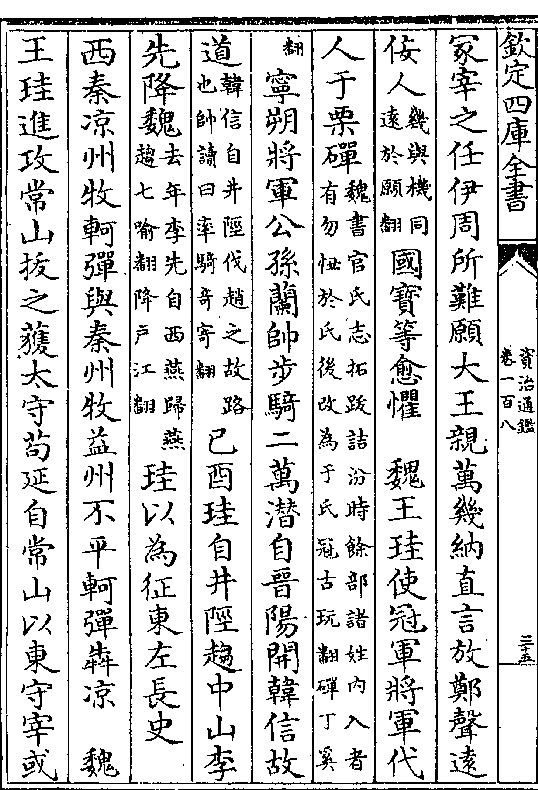 欽定四庫全書
資治通鑑
卷一百八
三十五
冡宰之任伊周所難願大王親萬幾納直言放鄭聲逺
佞人幾與機同逺於願翻國寶等愈懼 魏王珪使冠軍將軍代
人于栗磾魏書官氏志拓跋詰汾時餘部諸姓内入者有勿忸於氏後改為于氏冠古玩翻磾丁奚
翻寧朔將軍公孫蘭帥步騎二萬潛自晉陽開韓信故
道韓信自井陘伐趙之故路也帥讀曰率騎奇寄翻己酉珪自井陘趨中山李
先降魏去年李先自西燕歸燕趨七喻翻降户江翻珪以為征東左長史
西秦凉州牧軻彈與秦州牧益州不平軻彈犇凉 魏
王珪進攻常山拔之獲太守苟延自常山以東守宰或